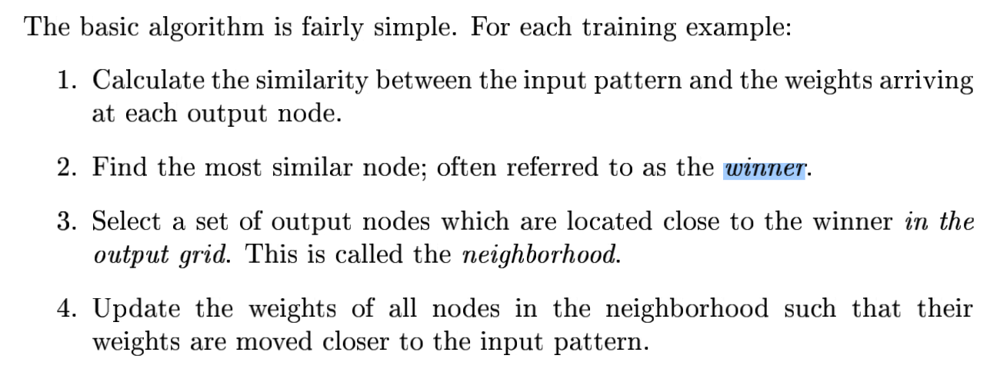 The basic algorithm is fairly simple. For each training example:
1. Calculate the similarity between the input pattern and the weights arriving
at each output node.
2. Find the most similar node; often referred to as the winner.
3. Select a set of output nodes which are located close to the winner in the
output grid. This is called the neighborhood.
4. Update the weights of all nodes in the neighborhood such that their
weights are moved closer to the input pattern.